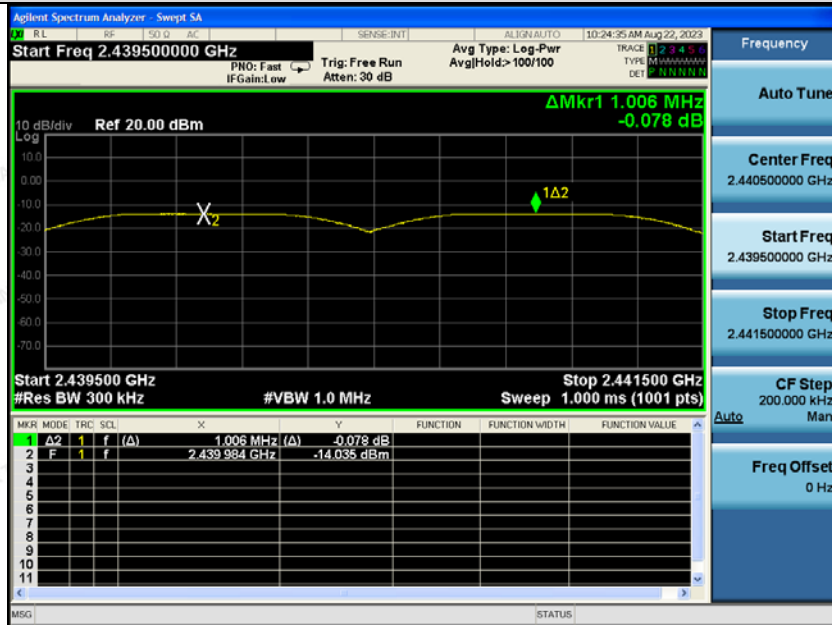 Agilent Spectrum Analyzer - Swept SA
RL RF 50 Ω AC SENSE:INT ALIGN AUTO 10:24:35 AM Aug 22, 2023
Start Freq 2.439500000 GHz
PNO: Fast Trig: Free Run Avg Type: Log-Pwr TRACE 1 2 3 4 5 6
IFGain:Low Atten: 30 dB Avg|Hold:> 100/100 TYPE M WWWWW
DET P N N N N N
ΔMkr1 1.006 MHz
-0.078 dB
10 dB/div Ref 20.00 dBm
Log
10.0
0.00
-10.0
-20.0
-30.0
-40.0
-50.0
-60.0
-70.0
1Δ2
X2
Start 2.439500 GHz Stop 2.441500 GHz
#Res BW 300 kHz #VBW 1.0 MHz Sweep 1.000 ms (1001 pts)
MKR MODE TRC SCL X Y FUNCTION FUNCTION WIDTH FUNCTION VALUE
1 Δ2 1 f (Δ) 1.006 MHz (Δ) -0.078 dB
2 F 1 f 2.439 984 GHz -14.035 dBm
3
4
5
6
7
8
9
10
11
MSG STATUS
Frequency
Auto Tune
Center Freq
2.440500000 GHz
Start Freq
2.439500000 GHz
Stop Freq
2.441500000 GHz
CF Step
200.000 kHz
Auto Man
Freq Offset
0 Hz